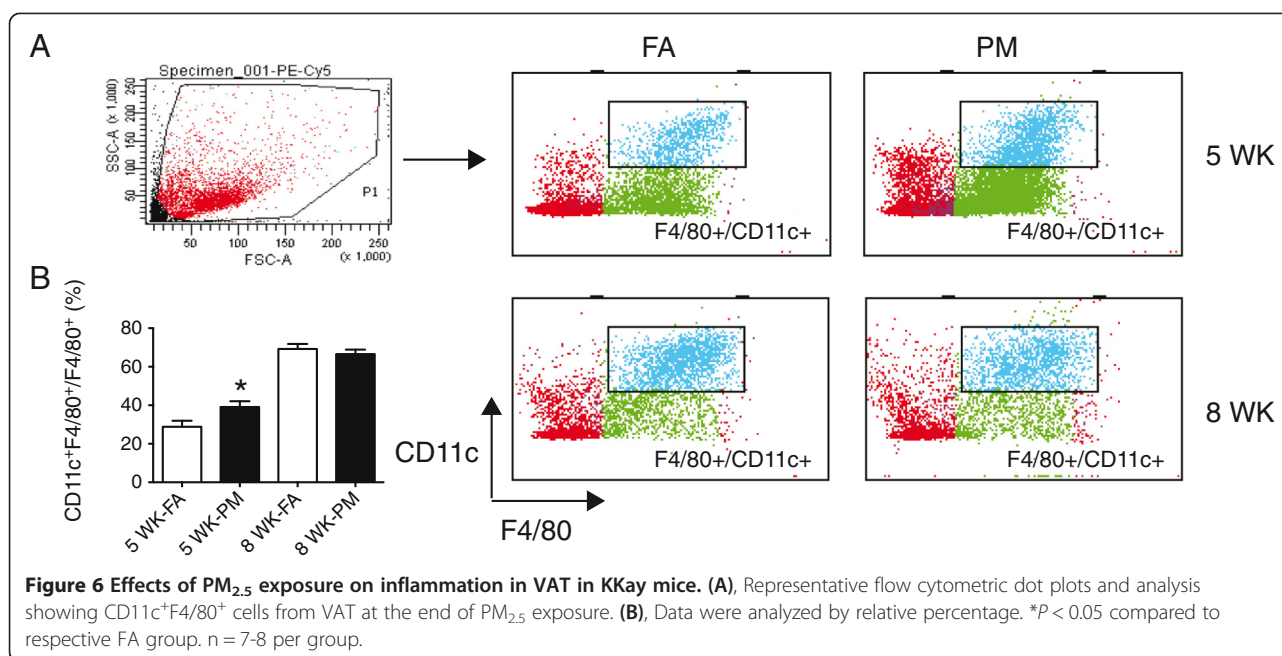 A
FA
PM
Specimen_001-PE-Cy5
SSC-A
(x 1,000)
50 100 150 200 250
P1
50 100 150 200 250
FSC-A
(x 1,000)
F4/80+/CD11c+
F4/80+/CD11c+
5 WK
B
CD11c⁺F4/80⁺/F4/80⁺ (%)
80
60
40
20
0
*
5 WK-FA
5 WK-PM
8 WK-FA
8 WK-PM
CD11c
F4/80
F4/80+/CD11c+
F4/80+/CD11c+
8 WK
Figure 6 Effects of PM₂.₅ exposure on inflammation in VAT in KKay mice. (A), Representative flow cytometric dot plots and analysis
showing CD11c⁺F4/80⁺ cells from VAT at the end of PM₂.₅ exposure. (B), Data were analyzed by relative percentage. *P < 0.05 compared to
respective FA group. n = 7-8 per group.